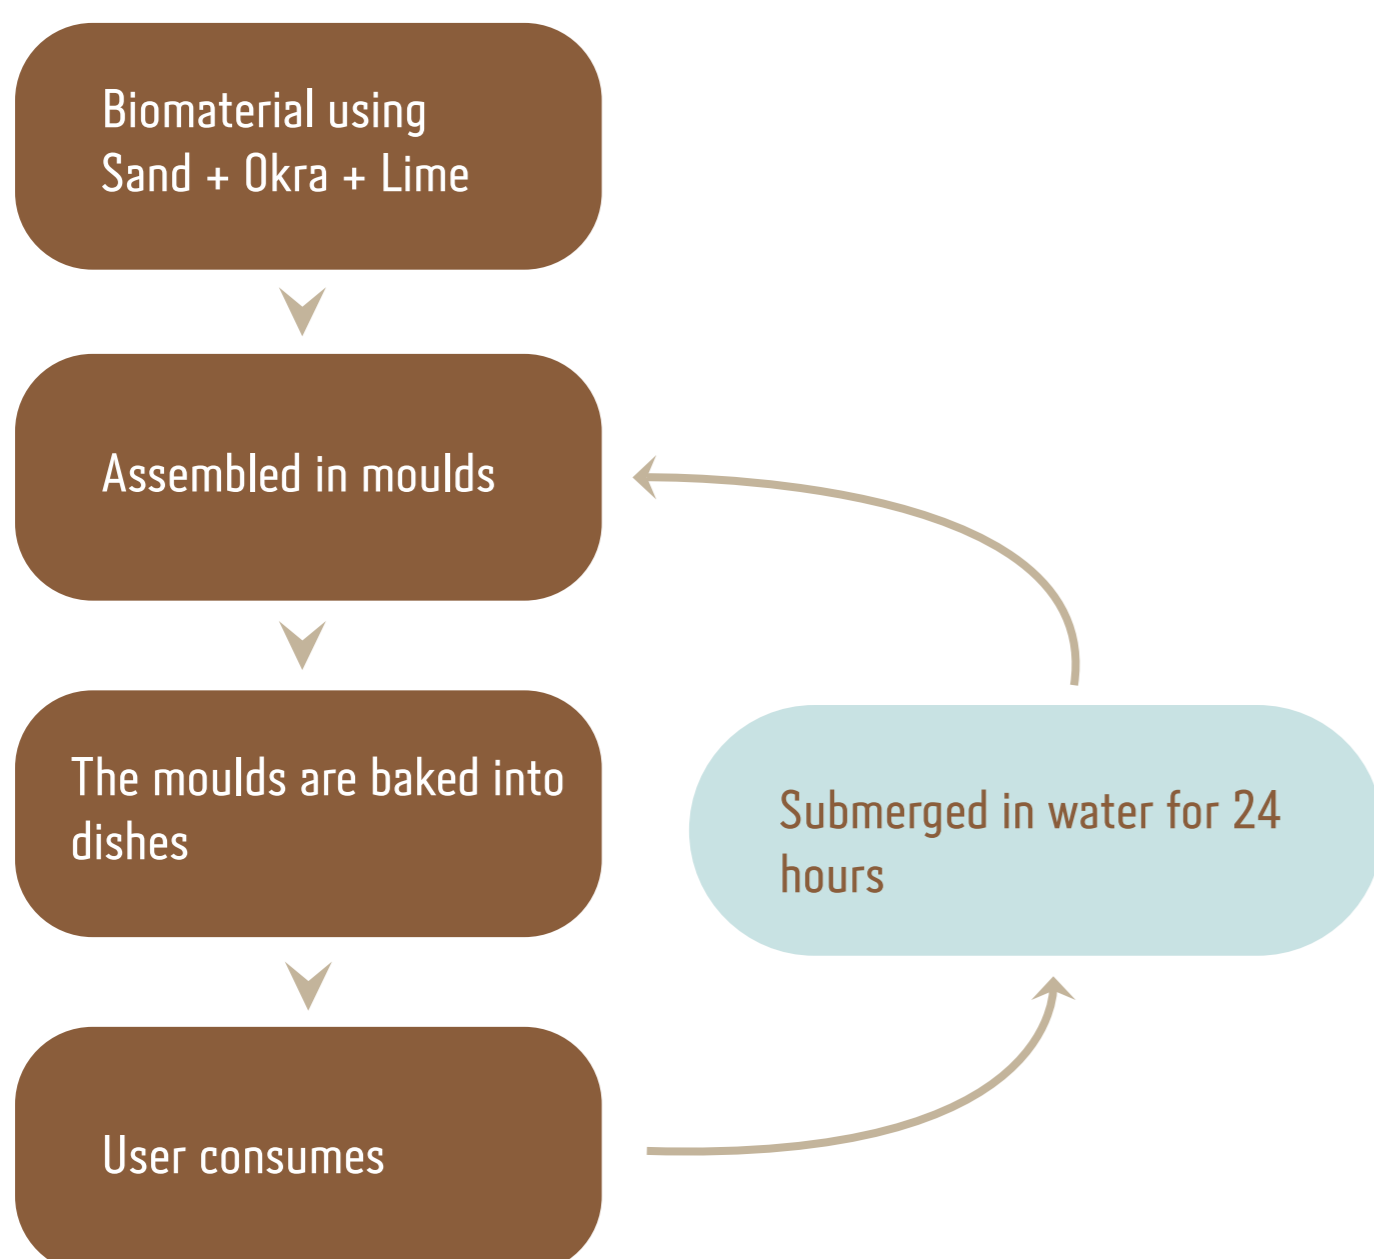 Biomaterial using
Sand + Okra + Lime
Assembled in moulds
The moulds are baked into
dishes
Submerged in water for 24
hours
User consumes